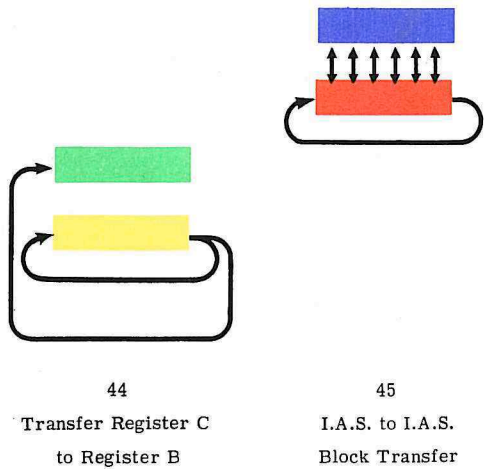 44
Transfer Register C
to Register B
45
I.A.S. to I.A.S.
Block Transfer